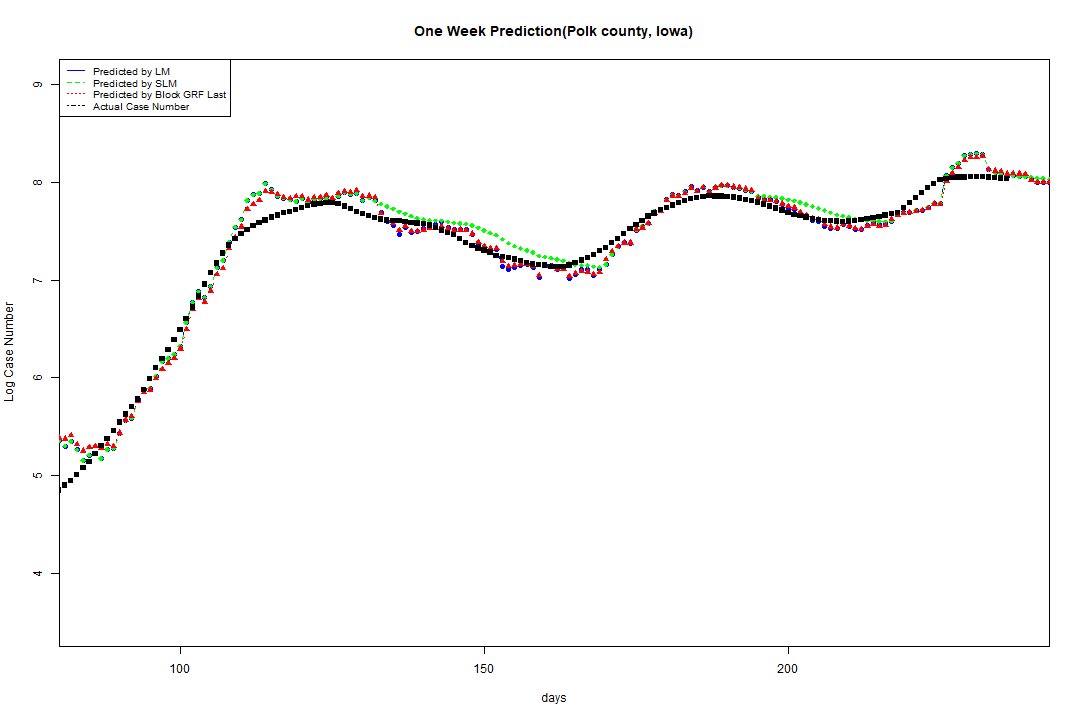 One Week Prediction(Polk county, Iowa)
Predicted by LM
Predicted by SLM
Predicted by Block GRF Last
Actual Case Number
9
8
7
6
5
4
Log Case Number
100 150 200
days